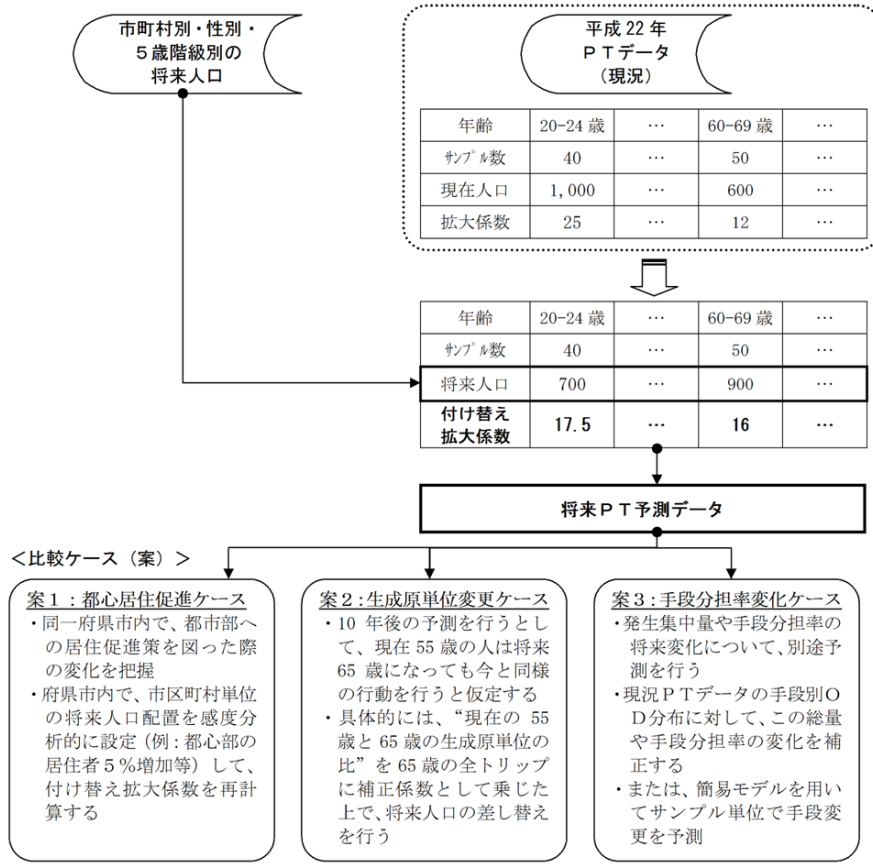 市町村別・性別・
５歳階級別の
将来人口
平成 22 年
ＰＴデータ
（現況）
年齢 20-24 歳 … 60-69 歳 …
ｻﾝﾌﾟﾙ数 40 … 50 …
現在人口 1,000 … 600 …
拡大係数 25 … 12 …
年齢 20-24 歳 … 60-69 歳 …
ｻﾝﾌﾟﾙ数 40 … 50 …
将来人口 700 … 900 …
付け替え
拡大係数 17.5 … 16 …
将来ＰＴ予測データ
＜比較ケース（案）＞
案１：都心居住促進ケース
・同一府県市内で、都市部へ
の居住促進策を図った際
の変化を把握
・府県市内で、市区町村単位
の将来人口配置を感度分
析的に設定（例：都心部の
居住者５％増加等）して、
付け替え拡大係数を再計
算する
案２：生成原単位変更ケース
・10 年後の予測を行うとし
て、現在 55 歳の人は将来
65 歳になっても今と同様
の行動を行うと仮定する
・具体的には、“現在の 55
歳と 65 歳の生成原単位の
比”を 65 歳の全トリップ
に補正係数として乗じた
上で、将来人口の差し替え
を行う
案３：手段分担率変化ケース
・発生集中量や手段分担率の
将来変化について、別途予
測を行う
・現況ＰＴデータの手段別Ｏ
Ｄ分布に対して、この総量
や手段分担率の変化を補
正する
・または、簡易モデルを用い
てサンプル単位で手段変
更を予測